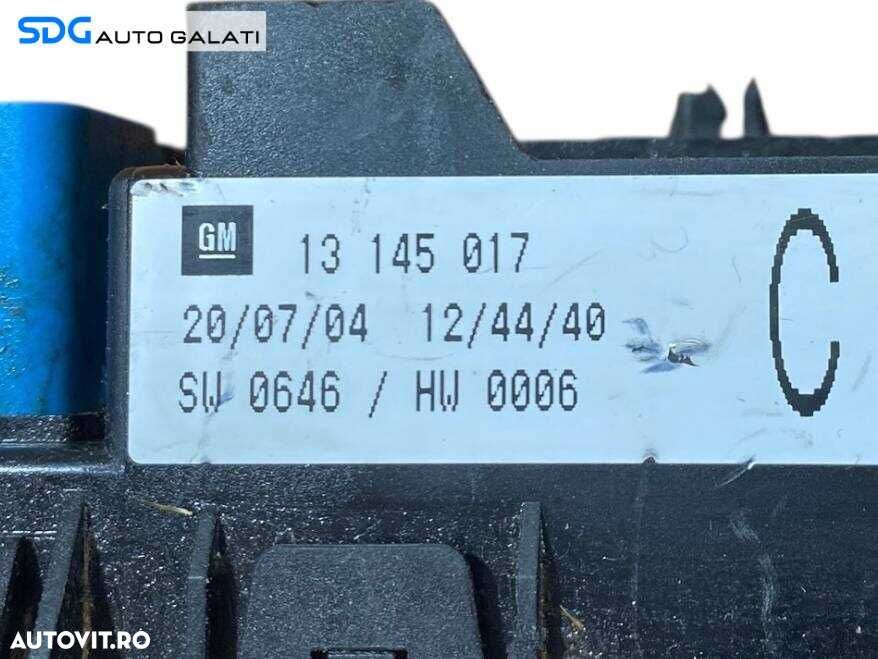 SDG AUTO GALATI
GM 13 145 017
20/07/04 12/44/40
SW 0646 / HW 0006
C
AUTOVIT.RO